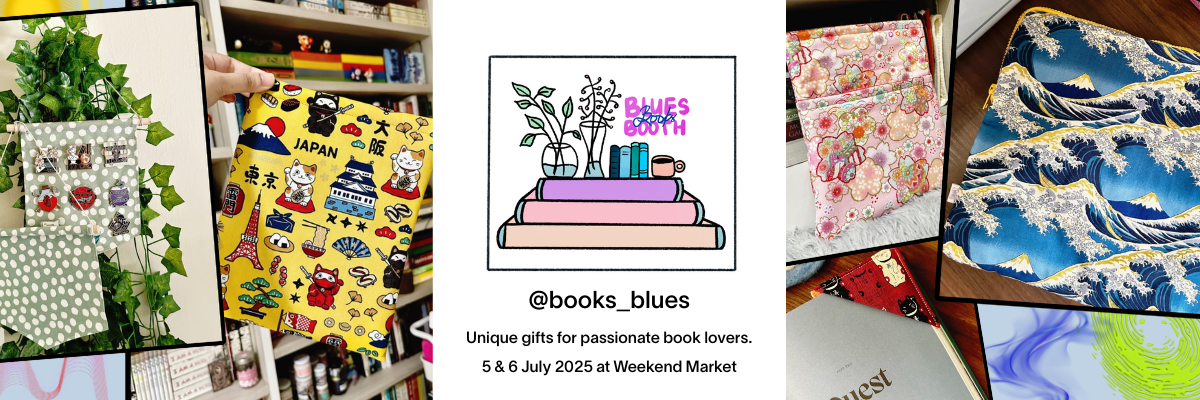 JAPAN
大
阪
東京
BLUES
Book
BOOTH
@books_blues
Unique gifts for passionate book lovers.
5 & 6 July 2025 at Weekend Market
Quest